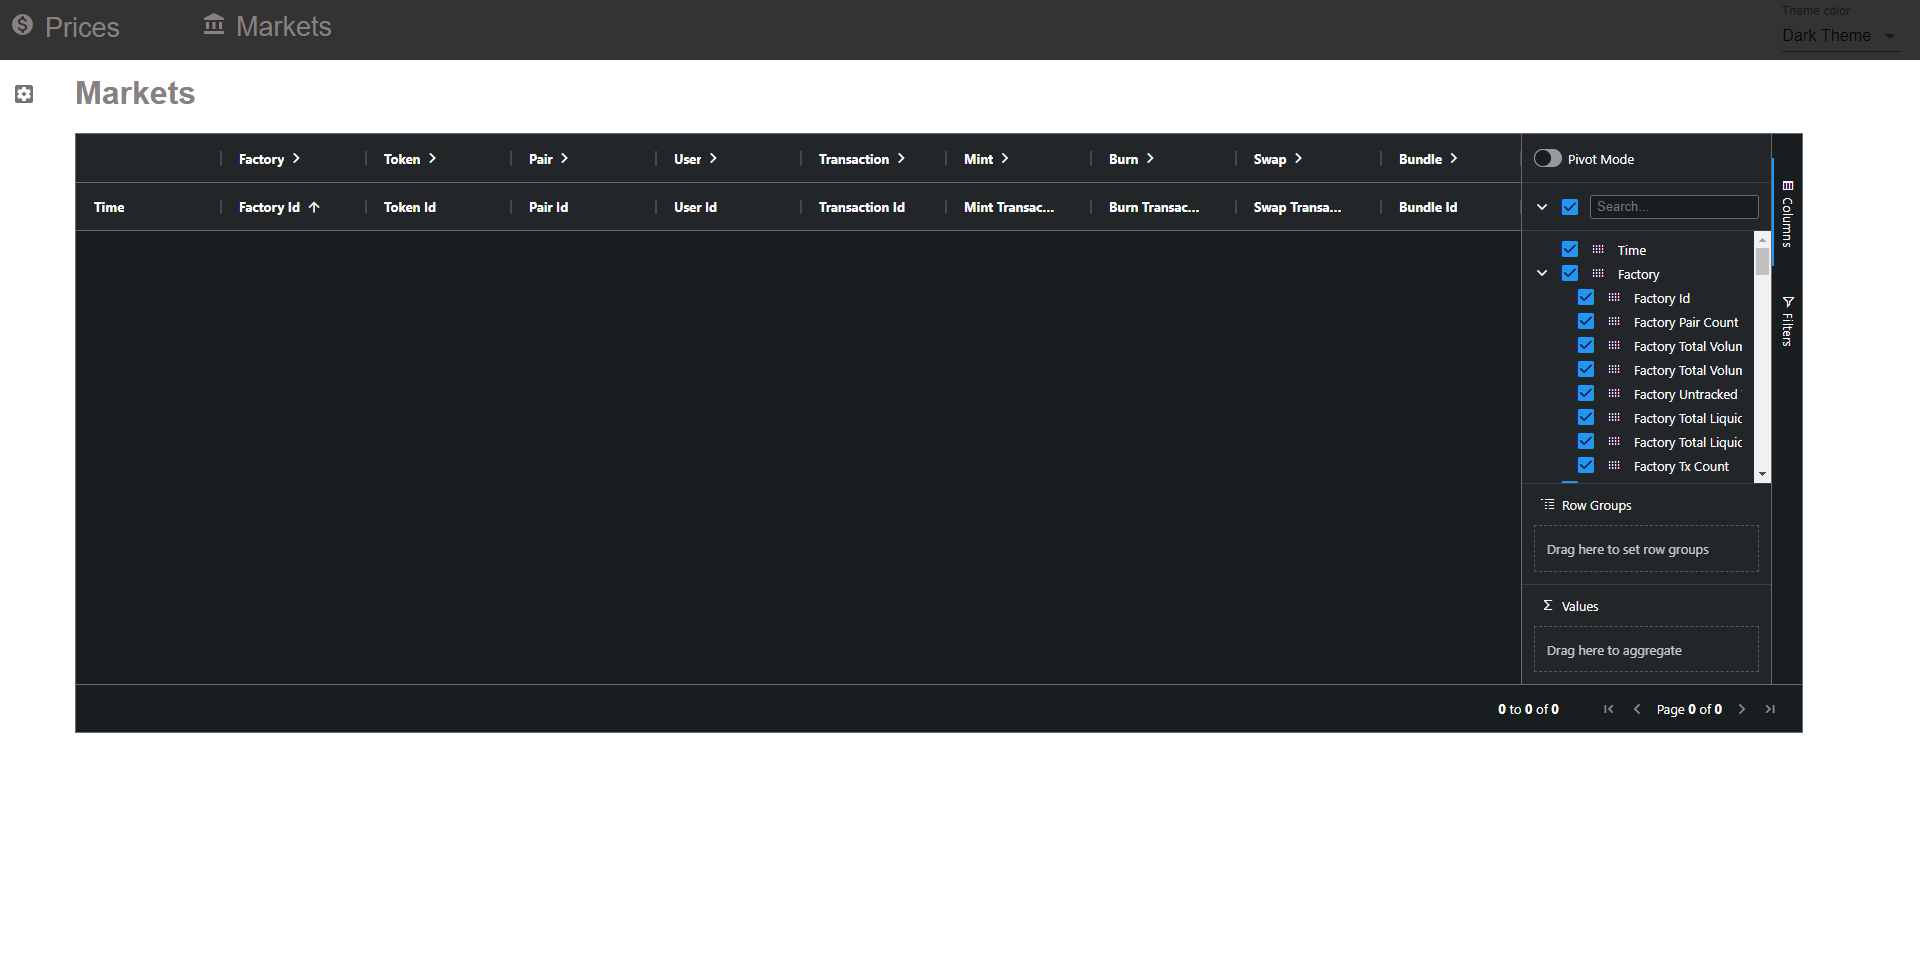 Prices
Markets
Theme color
Dark Theme
Markets
Factory
Token
Pair
User
Transaction
Mint
Burn
Swap
Bundle
Time
Factory Id
Token Id
Pair Id
User Id
Transaction Id
Mint Transac...
Burn Transac...
Swap Transa...
Bundle Id
Pivot Mode
Search...
Time
Factory
Factory Id
Factory Pair Count
Factory Total Volun
Factory Total Volun
Factory Untracked
Factory Total Liquic
Factory Total Liquic
Factory Tx Count
Row Groups
Drag here to set row groups
Values
Drag here to aggregate
Columns
Filters
0 to 0 of 0
Page 0 of 0